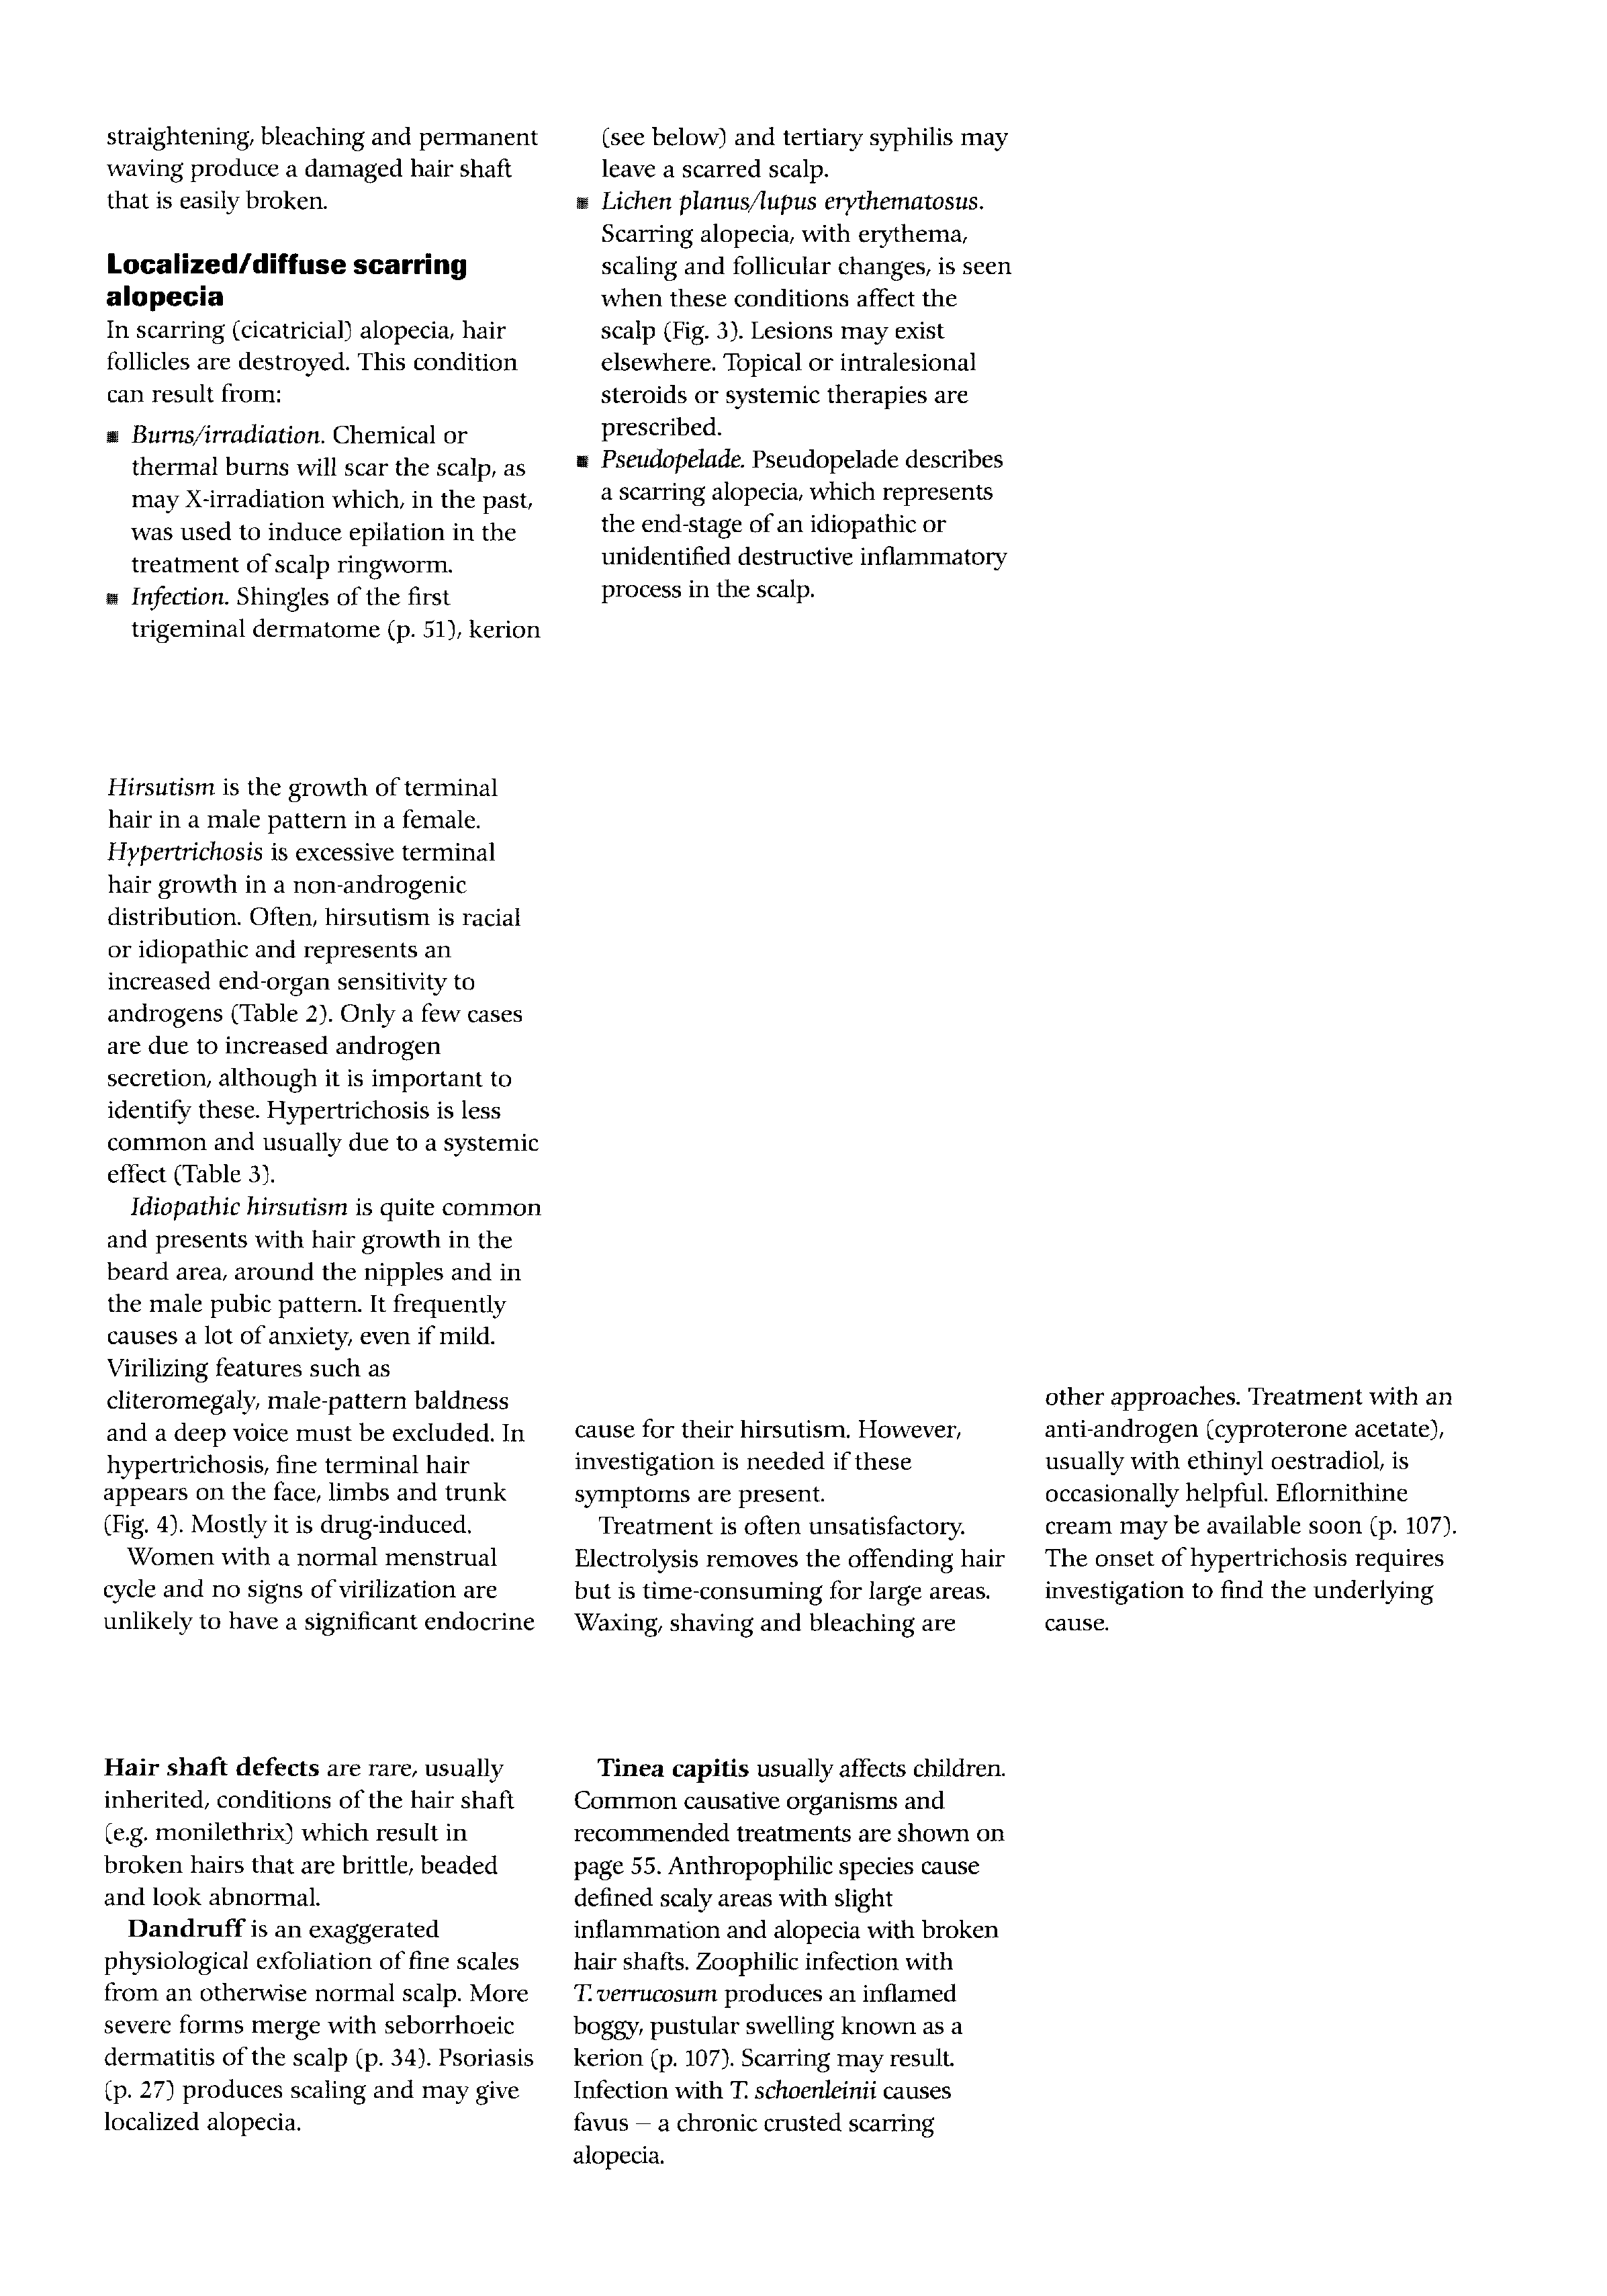 straightening, bleaching and permanent
waving produce a damaged hair shaft
that is easily broken.
Localized/diffuse scarring
alopecia
In scarring (cicatricial) alopecia, hair
follicles are destroyed. This condition
can result from:
■ Burns/irradiation. Chemical or
thermal burns will scar the scalp, as
may X-irradiation which, in the past,
was used to induce epilation in the
treatment of scalp ringworm.
■ Infection. Shingles of the first
trigeminal dermatome (p. 51), kerion
(see below) and tertiary syphilis may
leave a scarred scalp.
■ Lichen planus/lupus erythematosus.
Scarring alopecia, with erythema,
scaling and follicular changes, is seen
when these conditions affect the
scalp (Fig. 3). Lesions may exist
elsewhere. Topical or intralesional
steroids or systemic therapies are
prescribed.
■ Pseudopelade. Pseudopelade describes
a scarring alopecia, which represents
the end-stage of an idiopathic or
unidentified destructive inflammatory
process in the scalp.
Hirsutism is the growth of terminal
hair in a male pattern in a female.
Hypertrichosis is excessive terminal
hair growth in a non-androgenic
distribution. Often, hirsutism is racial
or idiopathic and represents an
increased end-organ sensitivity to
androgens (Table 2). Only a few cases
are due to increased androgen
secretion, although it is important to
identify these. Hypertrichosis is less
common and usually due to a systemic
effect (Table 3).
Idiopathic hirsutism is quite common
and presents with hair growth in the
beard area, around the nipples and in
the male pubic pattern. It frequently
causes a lot of anxiety, even if mild.
Virilizing features such as
cliteromegaly, male-pattern baldness
and a deep voice must be excluded. In
hypertrichosis, fine terminal hair
appears on the face, limbs and trunk
(Fig. 4). Mostly it is drug-induced.
Women with a normal menstrual
cycle and no signs of virilization are
unlikely to have a significant endocrine
cause for their hirsutism. However,
investigation is needed if these
symptoms are present.
Treatment is often unsatisfactory.
Electrolysis removes the offending hair
but is time-consuming for large areas.
Waxing, shaving and bleaching are
other approaches. Treatment with an
anti-androgen (cyproterone acetate),
usually with ethinyl oestradiol, is
occasionally helpful. Eflornithine
cream may be available soon (p. 107).
The onset of hypertrichosis requires
investigation to find the underlying
cause.
Hair shaft defects are rare, usually
inherited, conditions of the hair shaft
(e.g. monilethrix) which result in
broken hairs that are brittle, beaded
and look abnormal.
Dandruff is an exaggerated
physiological exfoliation of fine scales
from an otherwise normal scalp. More
severe forms merge with seborrhoeic
dermatitis of the scalp (p. 34). Psoriasis
(p. 27) produces scaling and may give
localized alopecia.
Tinea capitis usually affects children.
Common causative organisms and
recommended treatments are shown on
page 55. Anthropophilic species cause
defined scaly areas with slight
inflammation and alopecia with broken
hair shafts. Zoophilic infection with
T. verrucosum produces an inflamed
boggy, pustular swelling known as a
kerion (p. 107). Scarring may result.
Infection with T. schoenleinii causes
favus – a chronic crusted scarring
alopecia.